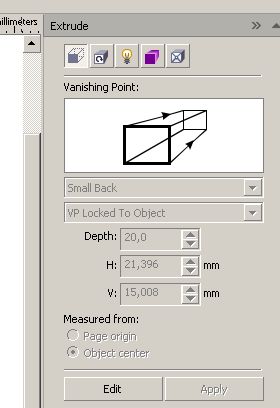 millimeters
Extrude
Vanishing Point:
Small Back
VP Locked To Object
Depth: 20,0
H: 21,396 mm
V: 15,008 mm
Measured from:
Page origin
Object center
Edit Apply